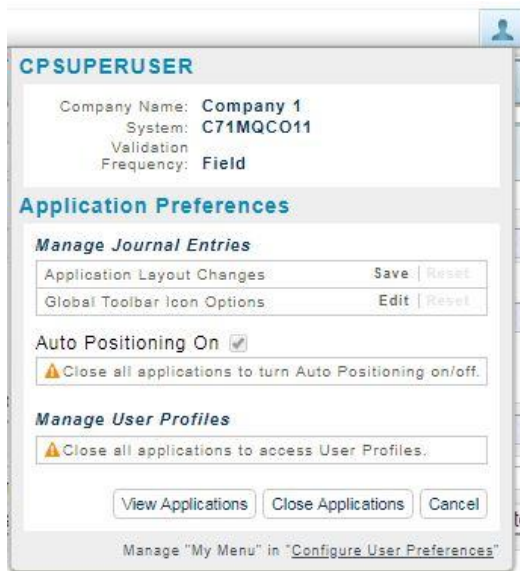 CPSUPERUSER
Company Name: Company 1
System: C71MQCO11
Validation
Frequency: Field
Application Preferences
Manage Journal Entries
Application Layout Changes Save | Reset
Global Toolbar Icon Options Edit | Reset
Auto Positioning On
Close all applications to turn Auto Positioning on/off.
Manage User Profiles
Close all applications to access User Profiles.
View Applications Close Applications Cancel
Manage "My Menu" in "Configure User Preferences"